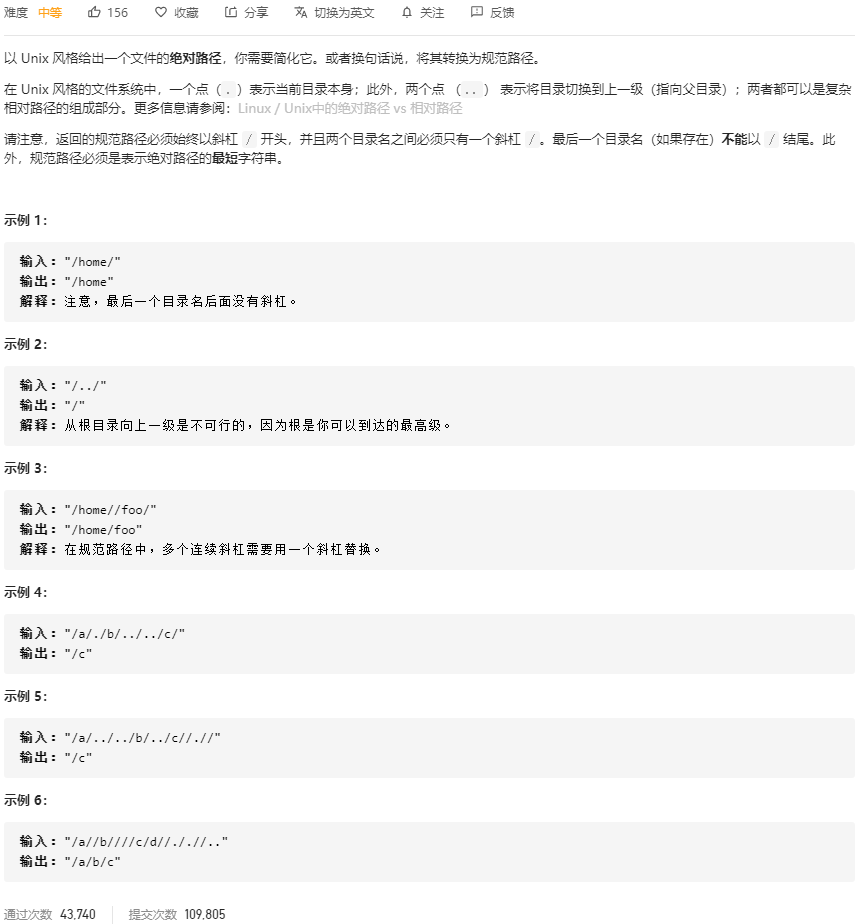 难度 中等 156 收藏 分享 切换为英文 关注 反馈
以 Unix 风格给出一个文件的绝对路径，你需要简化它。或者换句话说，将其转换为规范路径。
在 Unix 风格的文件系统中，一个点（.）表示当前目录本身；此外，两个点 （..） 表示将目录切换到上一级（指向父目录）；两者都可以是复杂
相对路径的组成部分。更多信息请参阅：Linux / Unix中的绝对路径 vs 相对路径
请注意，返回的规范路径必须始终以斜杠 / 开头，并且两个目录名之间必须只有一个斜杠 /。最后一个目录名（如果存在）不能以 / 结尾。此
外，规范路径必须是表示绝对路径的最短字符串。
示例 1：
输入："/home/"
输出："/home"
解释：注意，最后一个目录名后面没有斜杠。
示例 2：
输入："/../"
输出："/"
解释：从根目录向上一级是不可行的，因为根是你可以到达的最高级。
示例 3：
输入："/home//foo/"
输出："/home/foo"
解释：在规范路径中，多个连续斜杠需要用一个斜杠替换。
示例 4：
输入："/a/./b/../../c/"
输出："/c"
示例 5：
输入："/a/../../b/../c//.//"
输出："/c"
示例 6：
输入："/a//b////c/d//././/.."
输出："/a/b/c"
通过次数 43,740 提交次数 109,805